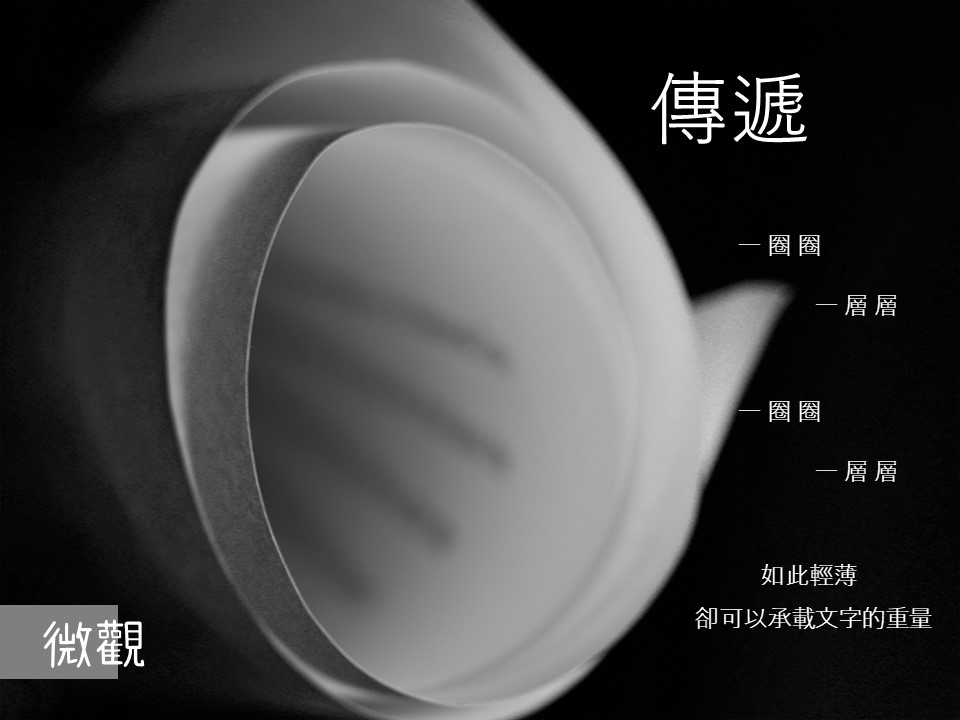 傳遞
一圈圈
一層層
一圈圈
一層層
如此輕薄
卻可以承載文字的重量
微觀